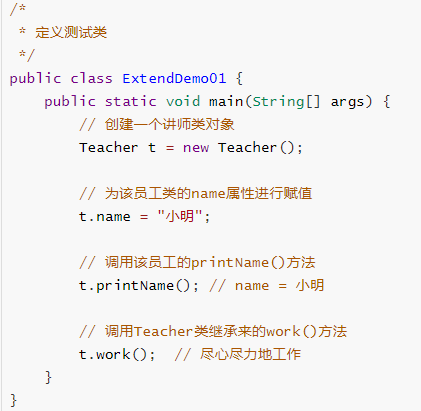 /*
 * 定义测试类
 */
public class ExtendDemo01 {
    public static void main(String[] args) {
        // 创建一个讲师类对象
        Teacher t = new Teacher();

        // 为该员工类的name属性进行赋值
        t.name = "小明";

        // 调用该员工的printName()方法
        t.printName(); // name = 小明

        // 调用Teacher类继承来的work()方法
        t.work();  // 尽心尽力地工作
    }
}